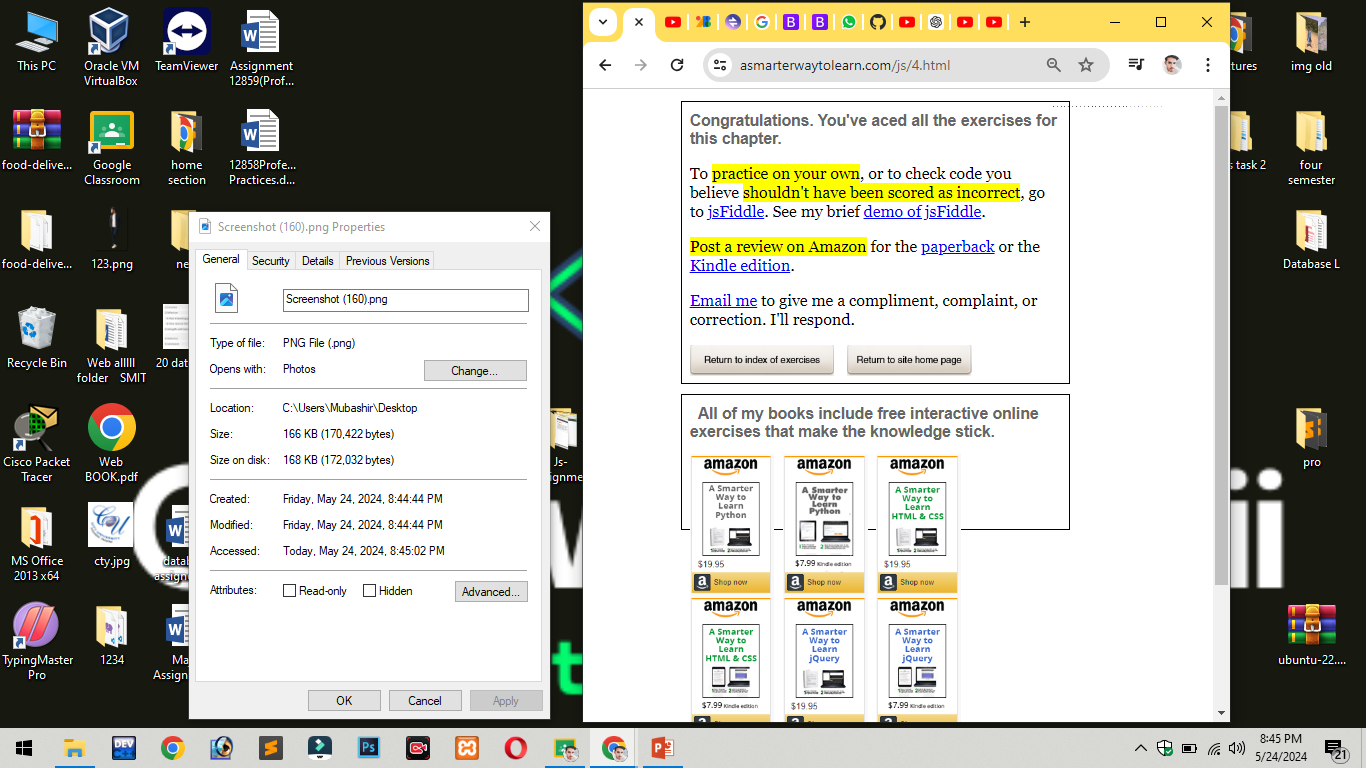 This PC
Oracle VM
VirtualBox
TeamViewer
Assignment
12859(Prof...
food-delive...
Google
Classroom
home
section
12858Profe...
Practices.d...
food-delive...
123.png
ne
Recycle Bin
Web alllll
folder SMIT
20 dat
Cisco Packet
Tracer
Web
BOOK.pdf
MS Office
2013 x64
cty.jpg
datab
assignm
TypingMaster
Pro
1234
Ma
Assignm
Screenshot (160).png Properties
General
Security
Details
Previous Versions
Screenshot (160).png
Type of file: PNG File (.png)
Opens with: Photos
Change...
Location: C:\Users\Mubashir\Desktop
Size: 166 KB (170,422 bytes)
Size on disk: 168 KB (172,032 bytes)
Created: Friday, May 24, 2024, 8:44:44 PM
Modified: Friday, May 24, 2024, 8:44:44 PM
Accessed: Today, May 24, 2024, 8:45:02 PM
Attributes: Read-only Hidden
Advanced...
OK Cancel Apply
Js-
ignme
asmarterwaytolearn.com/js/4.html
Congratulations. You've aced all the exercises for
this chapter.
To practice on your own, or to check code you
believe shouldn't have been scored as incorrect, go
to jsFiddle. See my brief demo of jsFiddle.
Post a review on Amazon for the paperback or the
Kindle edition.
Email me to give me a compliment, complaint, or
correction. I'll respond.
Return to index of exercises
Return to site home page
All of my books include free interactive online
exercises that make the knowledge stick.
amazon
A Smarter
Way to
Learn
Python
$19.95
Shop now
amazon
A Smarter
Way to
Learn
Python
$7.99 Kindle edition
Shop now
amazon
A Smarter
Way to
Learn
HTML & CSS
$19.95
Shop now
amazon
A Smarter
Way to
Learn
HTML & CSS
$7.99 Kindle edition
amazon
A Smarter
Way to
Learn
jQuery
$19.95
amazon
A Smarter
Way to
Learn
jQuery
$7.99 Kindle edition
tures
img old
s task 2
four
semester
Database L
pro
ubuntu-22....
8:45 PM
5/24/2024
21